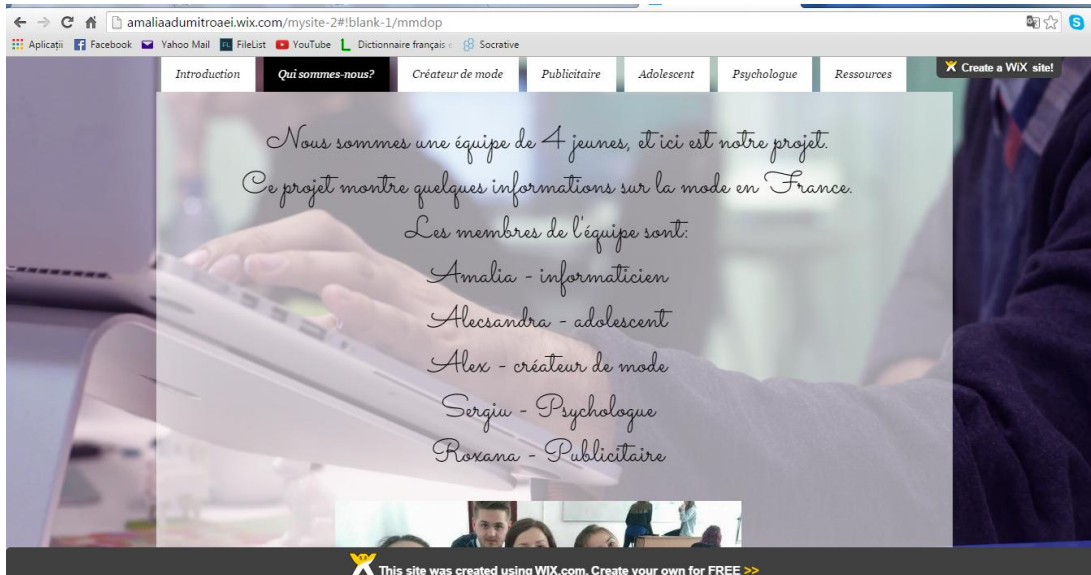 amaliaadumitroaei.wix.com/mysite-2#!blank-1/mmdop
Aplicații Facebook Yahoo Mail FL FileList YouTube L Dictionnaire français Socrative
Introduction Qui sommes-nous? Créateur de mode Publicitaire Adolescent Psychologue Ressources Create a WiX site!
Nous sommes une équipe de 4 jeunes, et ici est notre projet.
Ce projet montre quelques informations sur la mode en France.
Les membres de l'équipe sont:
Amalia - informaticien
Alecsandra - adolescent
Alex - créateur de mode
Sergiu - Psychologue
Roxana - Publicitaire
This site was created using WIX.com. Create your own for FREE >>